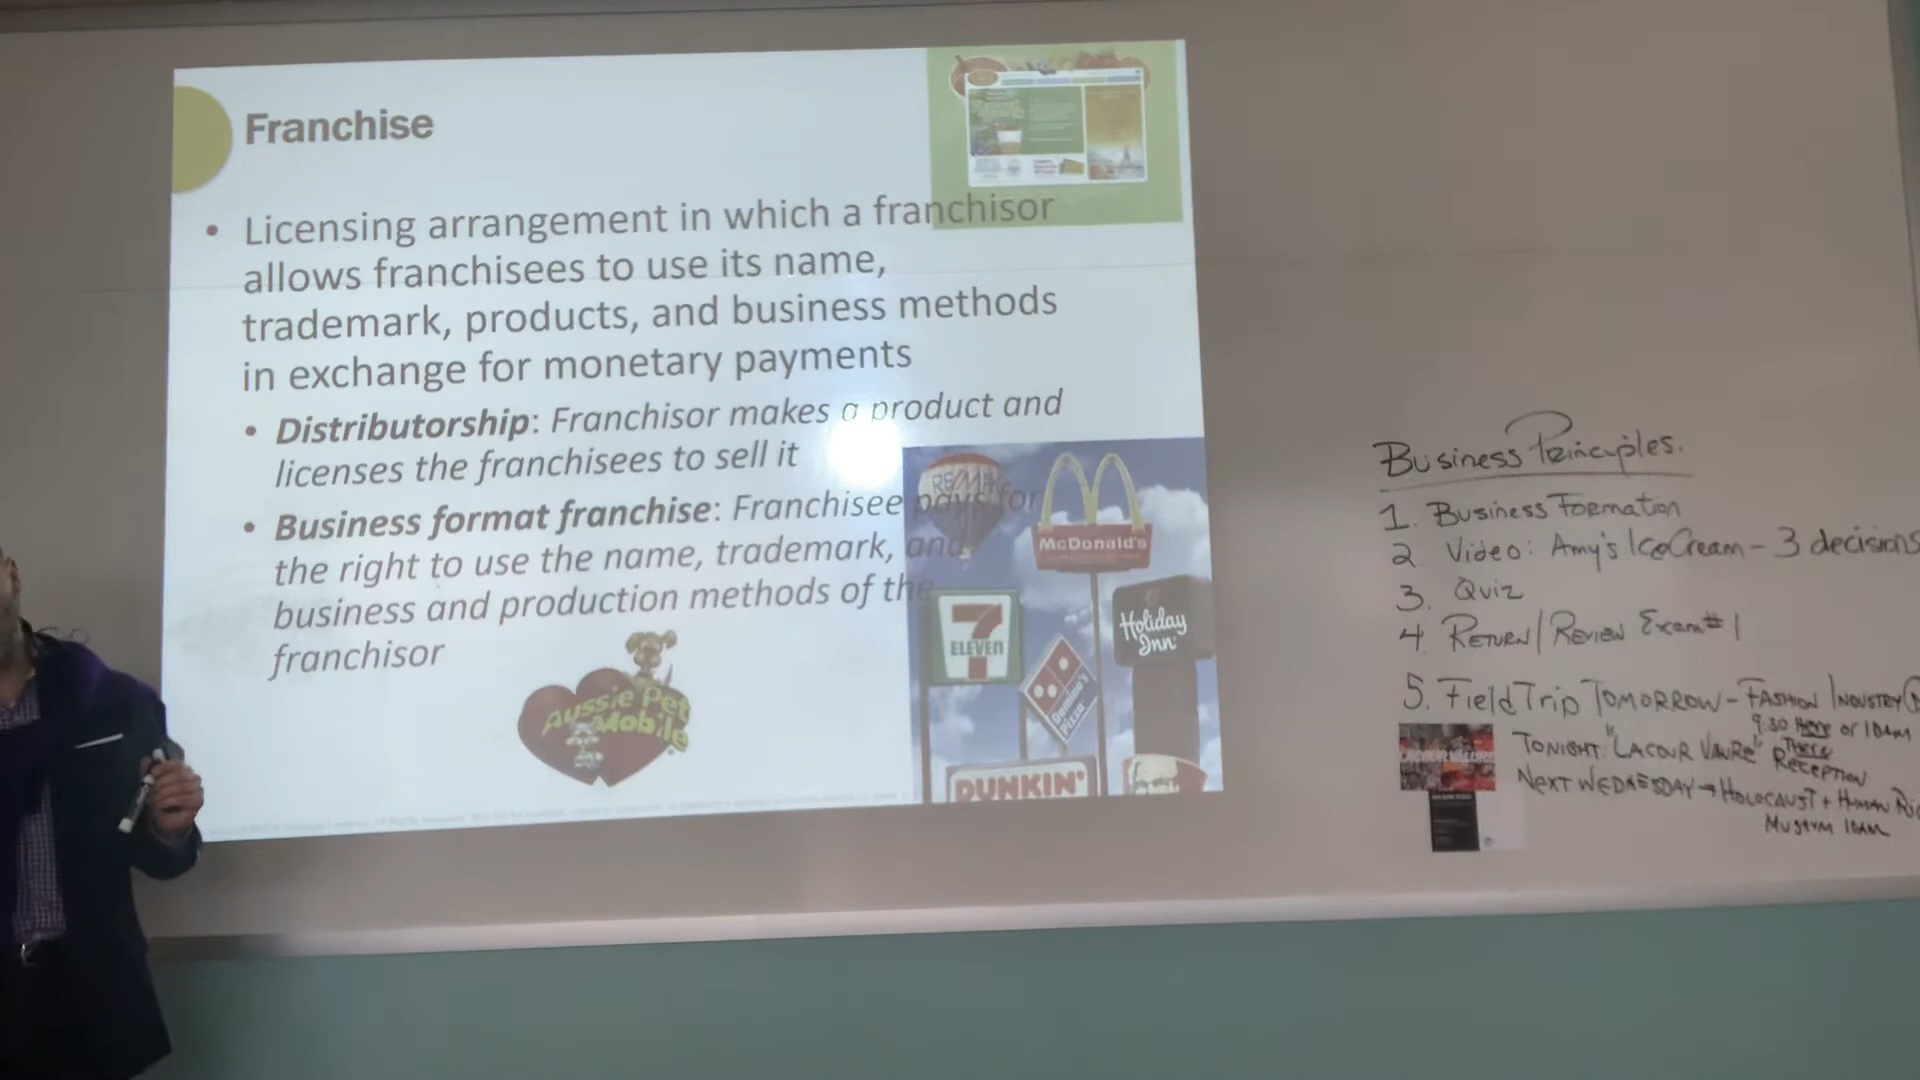 Franchise
• Licensing arrangement in which a franchisor
allows franchisees to use its name,
trademark, products, and business methods
in exchange for monetary payments
• Distributorship: Franchisor makes a product and
licenses the franchisees to sell it
• Business format franchise: Franchisee pays for
the right to use the name, trademark, and
business and production methods of the
franchisor
Aussie Pet
Mobile
RE/MAX
McDonald's
7
ELEVEN
Holiday
Inn
Domino's
Pizza
DUNKIN'
Business Principles.
1. Business Formation
2 Video: Amy's Ice Cream - 3 decisions
3. Quiz
4 Return/Review Exam #1
5. Field Trip Tomorrow - Fashion Industry
9:30 Here or 10AM
There
Tonight: "Lacour
Reception
Next Wednesday → Holocaust + Human
Museum 10AM